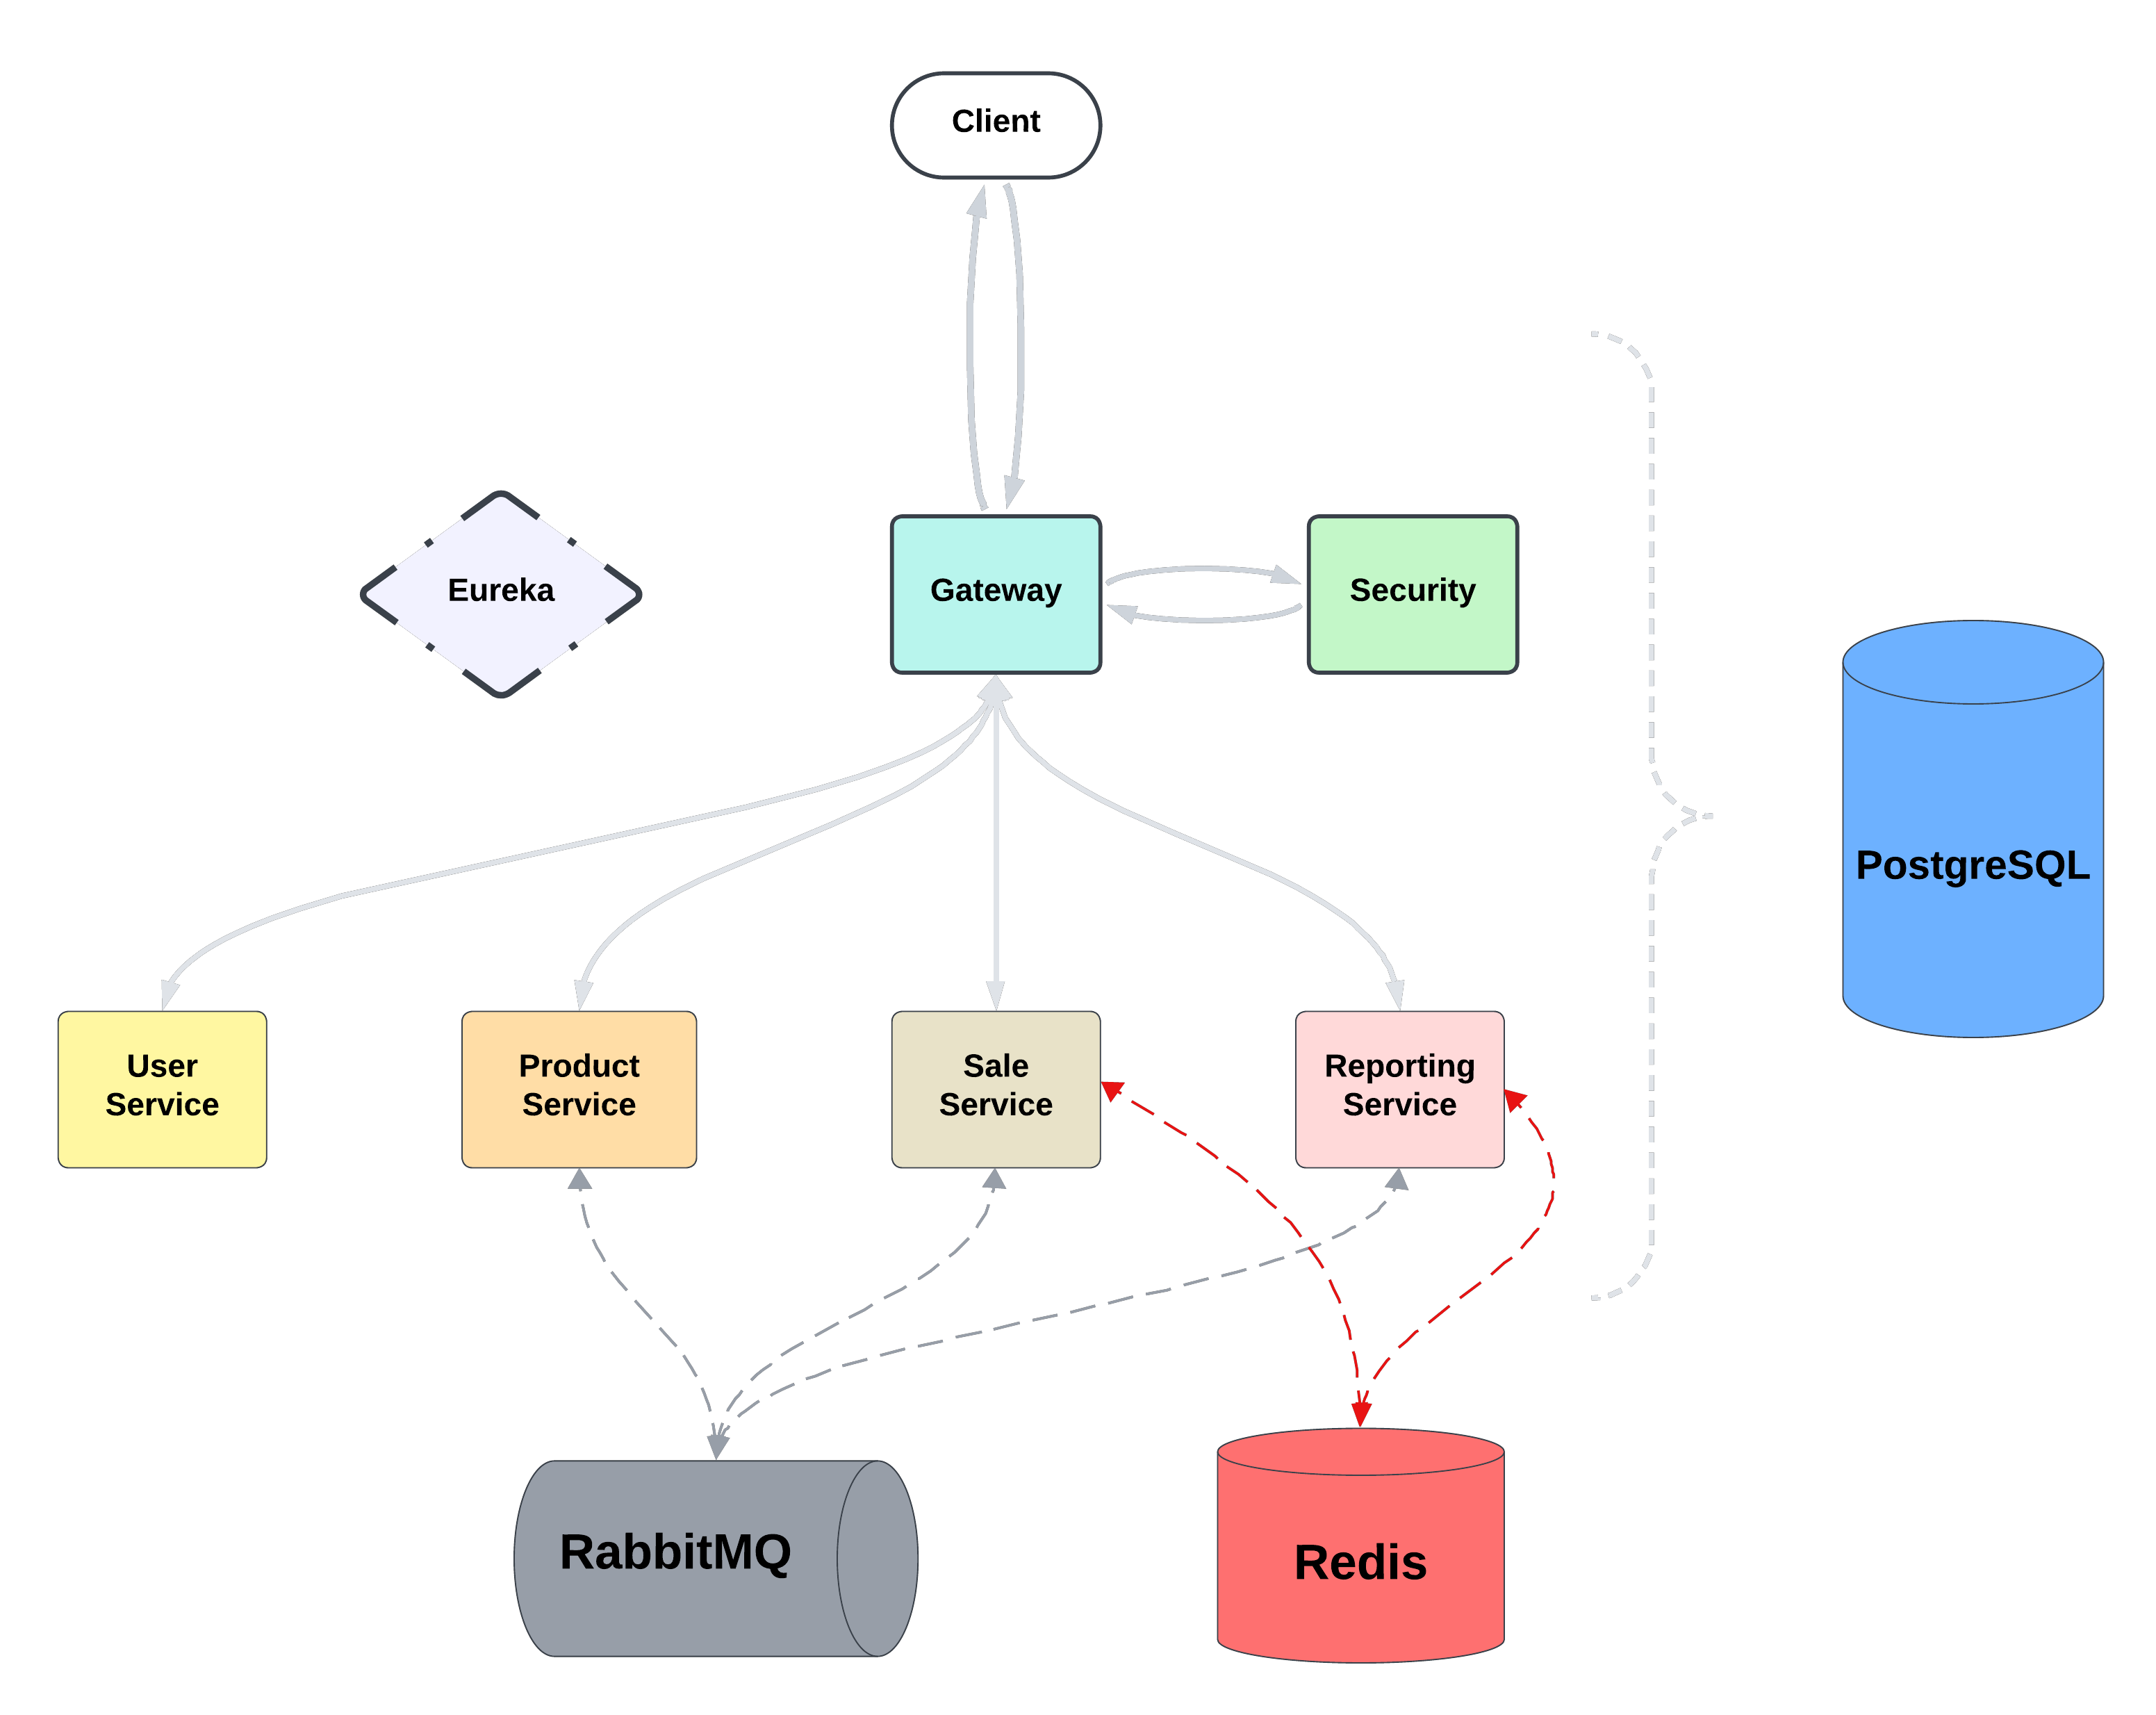 Client
Eureka
Gateway
Security
PostgreSQL
User
Service
Product
Service
Sale
Service
Reporting
Service
RabbitMQ
Redis